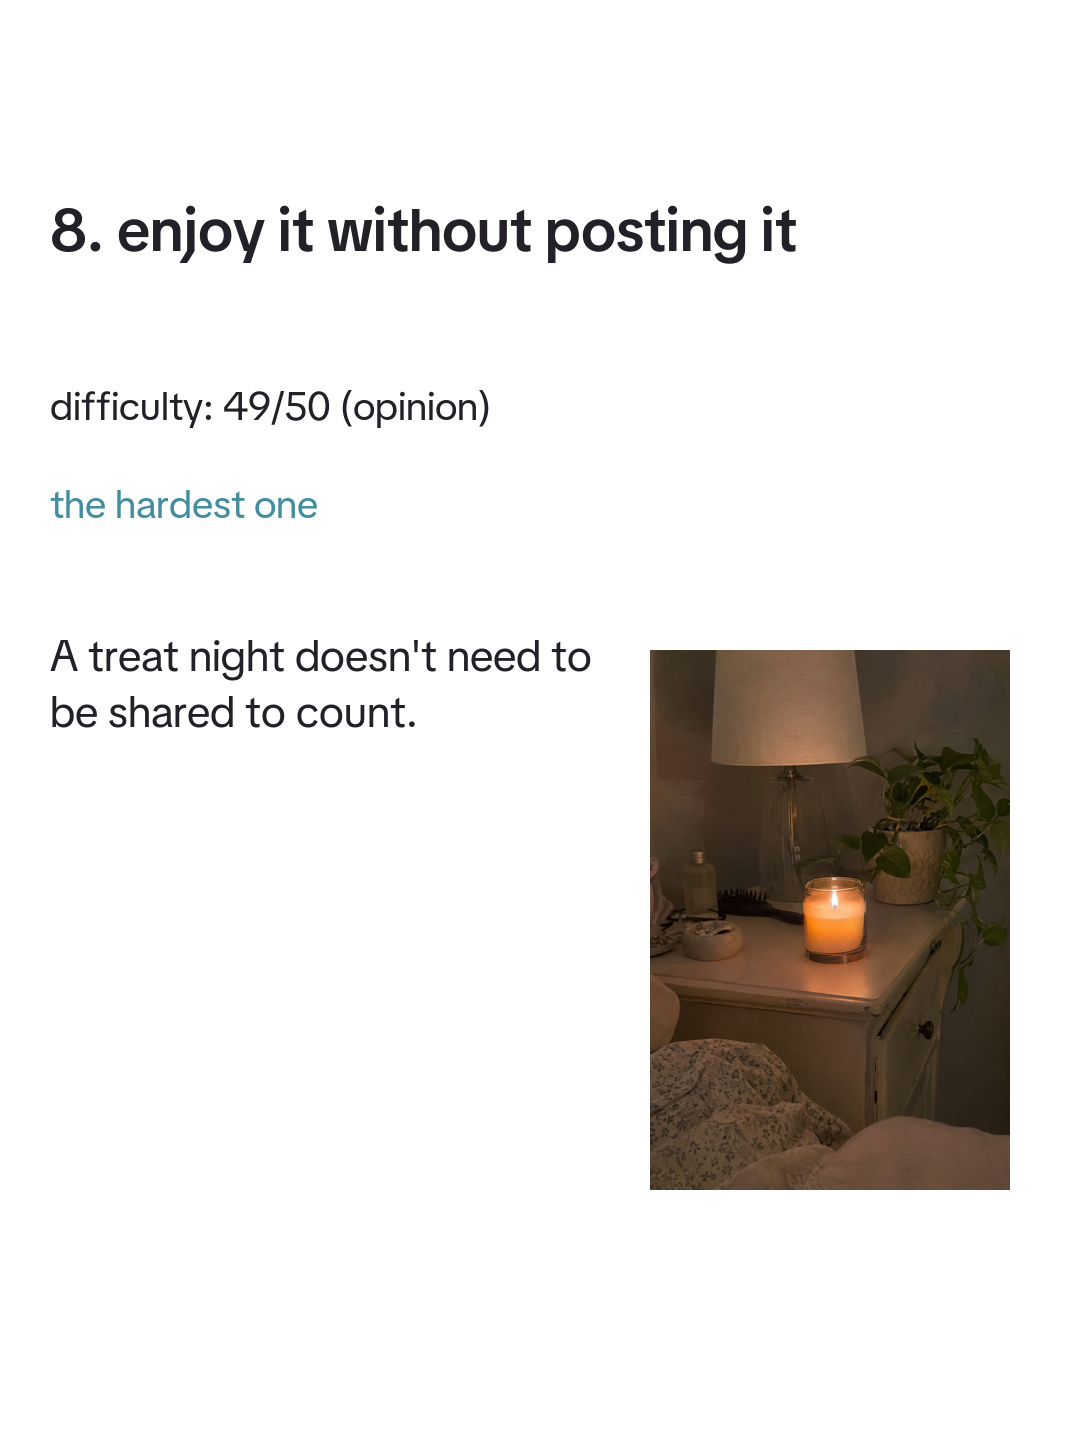 8. enjoy it without posting it
difficulty: 49/50 (opinion)
the hardest one
A treat night doesn't need to
be shared to count.